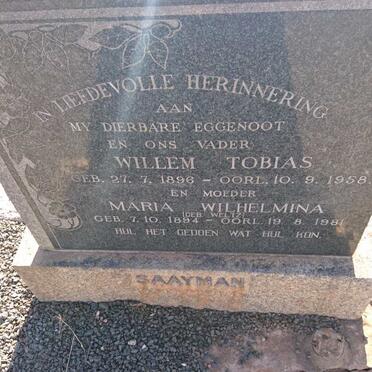 IN LIEFDEVOLLE HERINNERING
AAN
MY DIERBARE EGGENOOT
EN ONS VADER
WILLEM TOBIAS
GEB. 27. 7. 1896 – OORL. 10. 9. 1958
EN MOEDER
MARIA WILHELMINA
(GEB WELTZ)
GEB. 7. 10. 1894 – OORL. 19. 8. 1981
HUL HET GEDOEN WAT HUL KON.
SAAYMAN